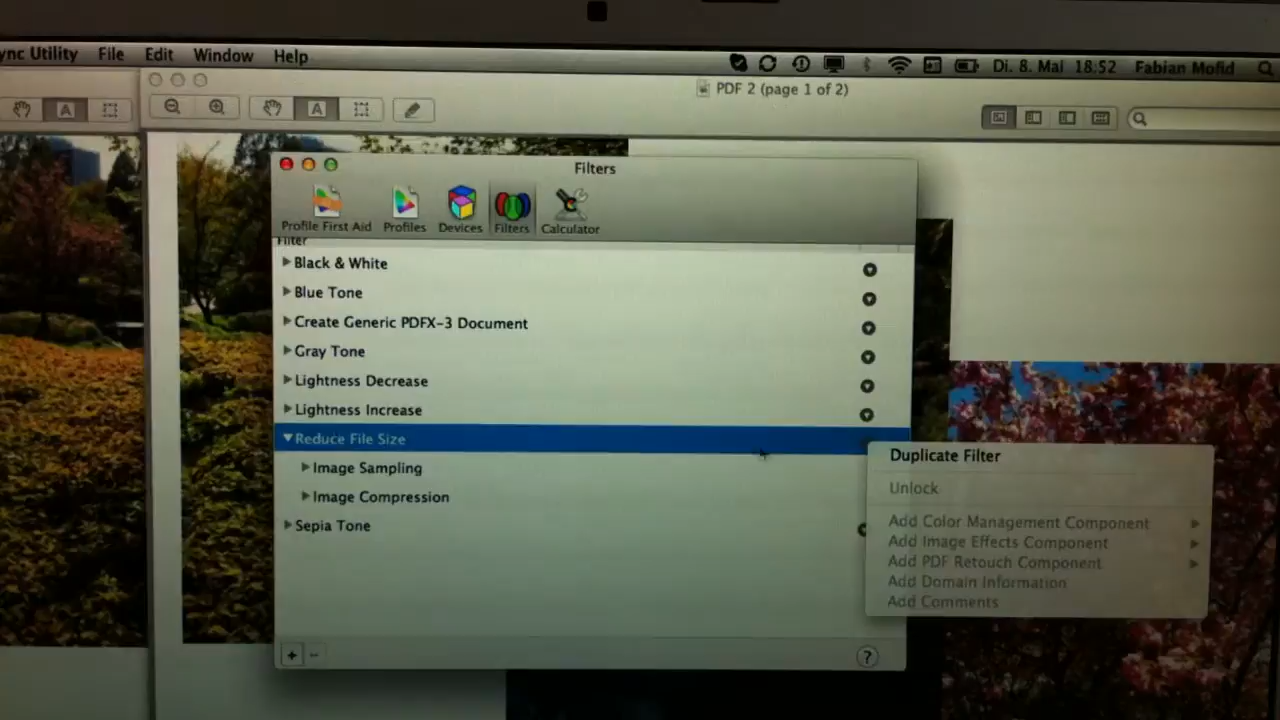 ync Utility File Edit Window Help Di. 8. Mai 18:52 Fabian Mofid
PDF 2 (page 1 of 2)
Filters
Profile First Aid Profiles Devices Filters Calculator
Filter
Black & White
Blue Tone
Create Generic PDFX-3 Document
Gray Tone
Lightness Decrease
Lightness Increase
Reduce File Size
Image Sampling
Image Compression
Sepia Tone
Duplicate Filter
Unlock
Add Color Management Component
Add Image Effects Component
Add PDF Retouch Component
Add Domain Information
Add Comments